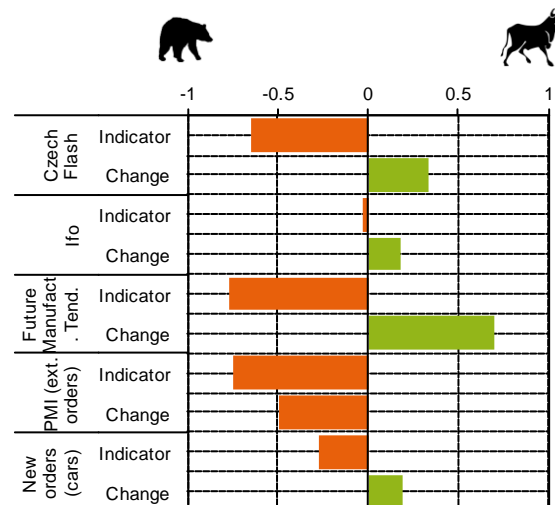 -1 -0.5 0 0.5 1
Czech
Flash
Indicator
Change
Ifo
Indicator
Change
Future
Manufact
. Tend.
Indicator
Change
PMI (ext.
orders)
Indicator
Change
New
orders
(cars)
Indicator
Change